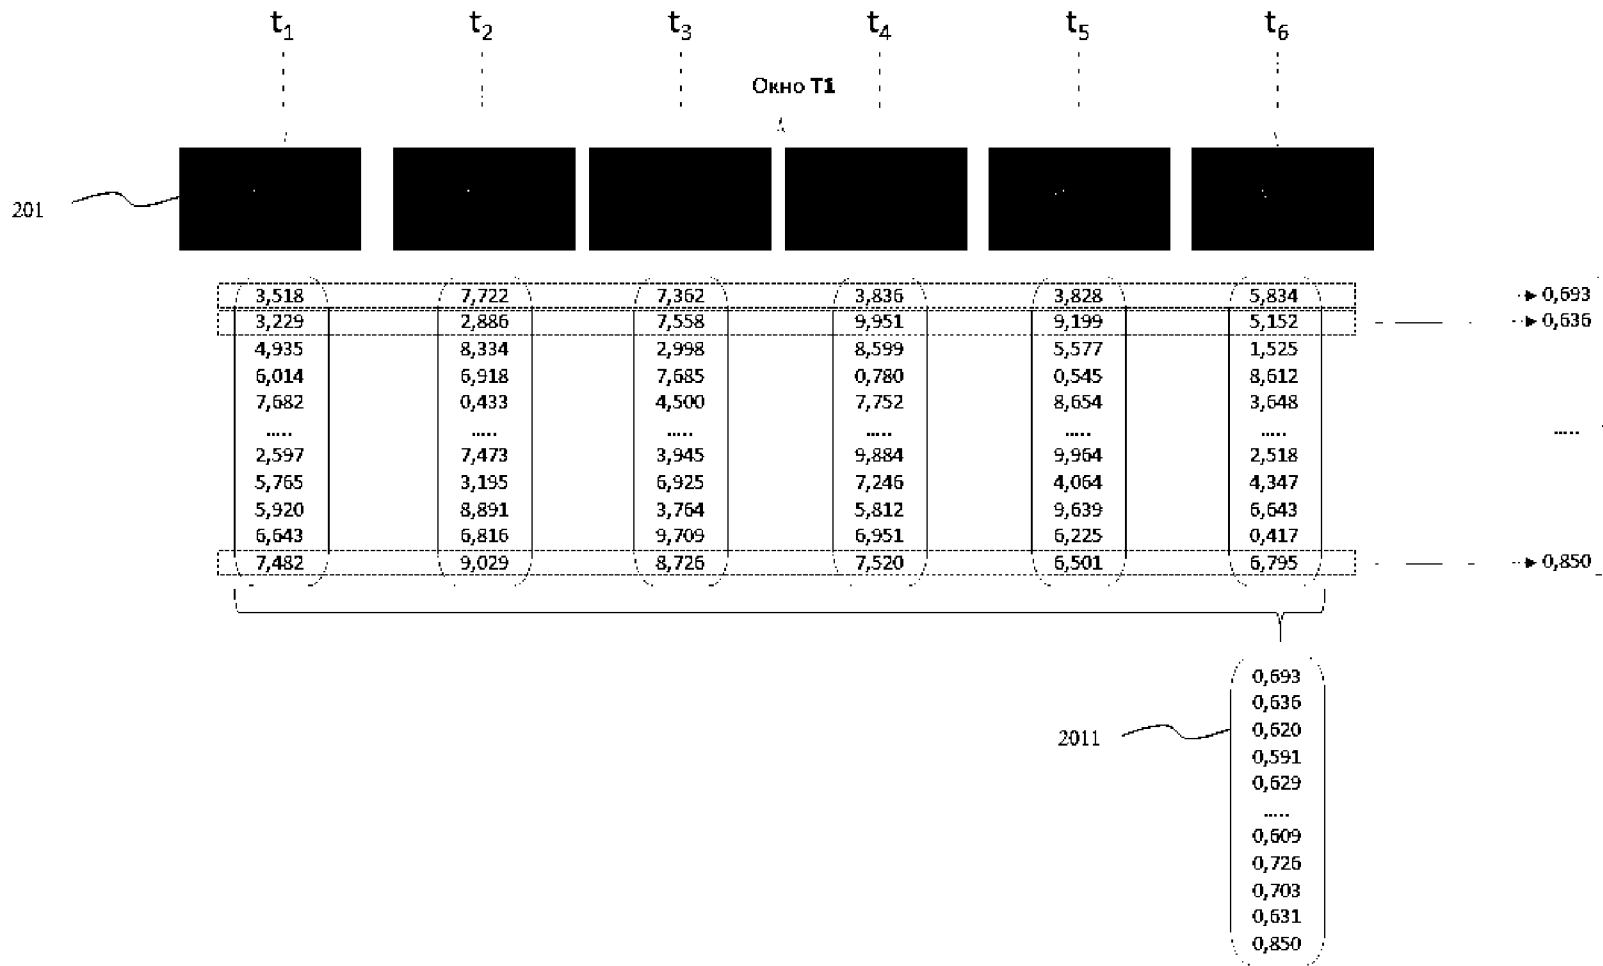 t1 t2 t3 t4 t5 t6
Окно T1
201
3,518 7,722 7,362 3,836 3,828 5,834 0,693
3,229 2,886 7,558 9,951 9,199 5,152 0,636
4,935 8,334 2,998 8,599 5,577 1,525
6,014 6,918 7,685 0,780 0,545 8,612
7,682 0,433 4,500 7,752 8,654 3,648
..... ..... ..... ..... ..... ..... .....
2,597 7,473 3,945 9,884 9,964 2,518
5,765 3,195 6,925 7,246 4,064 4,347
5,920 8,891 3,764 5,812 9,639 6,643
6,643 6,816 9,709 6,951 6,225 0,417
7,482 9,029 8,726 7,520 6,501 6,795 0,850
0,693
0,636
0,620
2011
0,591
0,629
.....
0,609
0,726
0,703
0,631
0,850